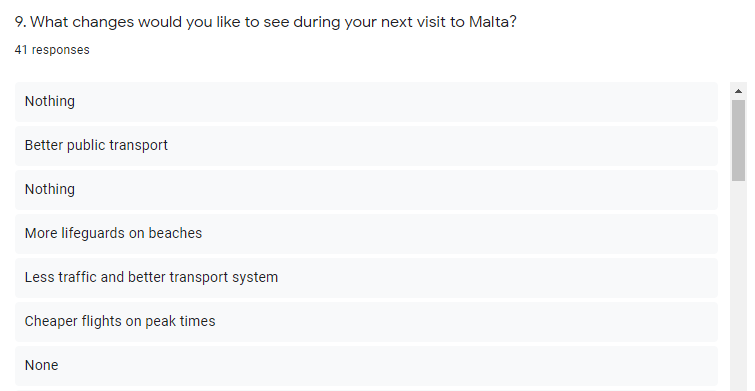 9. What changes would you like to see during your next visit to Malta?
41 responses
Nothing
Better public transport
Nothing
More lifeguards on beaches
Less traffic and better transport system
Cheaper flights on peak times
None